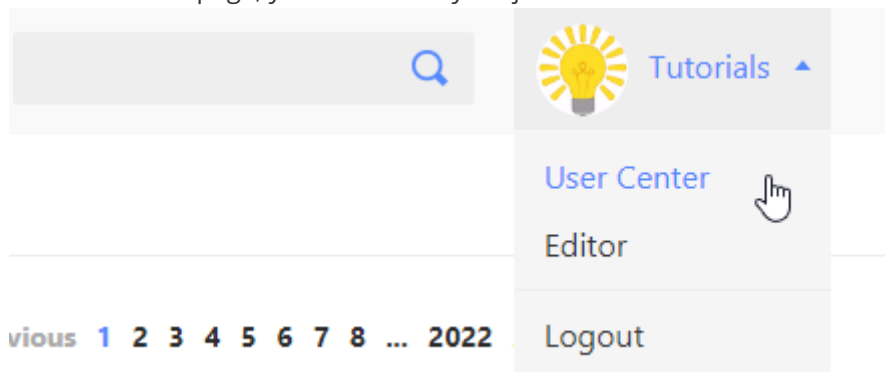 Tutorials
User Center
Editor
vious 1 2 3 4 5 6 7 8 ... 2022
Logout